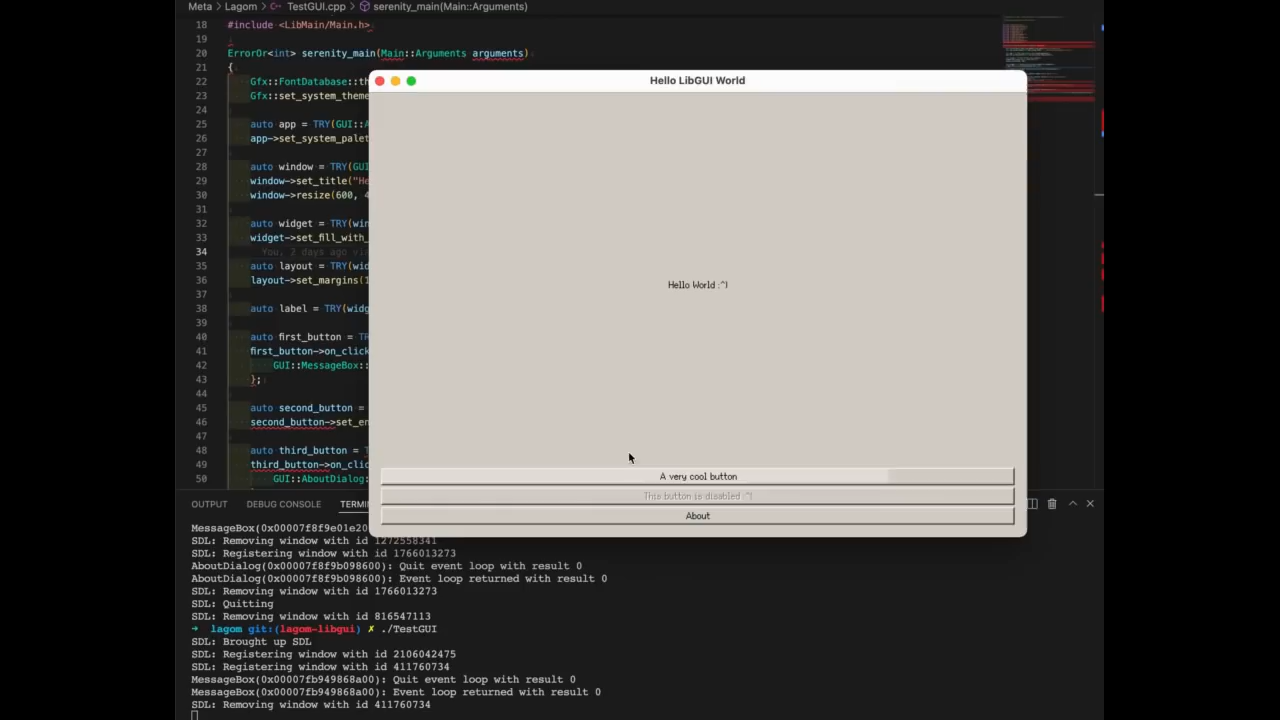 Meta > Lagom > TestGUI.cpp > serenity_main(Main::Arguments)
18 #include <LibMain/Main.h>
19
20 ErrorOr<int> serenity_main(Main::Arguments arguments)
21 {
22 Gfx::FontDatabase::th
23 Gfx::set_system_theme
24
25 auto app = TRY(GUI::A
26 app->set_system_palet
27
28 auto window = TRY(GUI
29 window->set_title("He
30 window->resize(600, 4
31
32 auto widget = TRY(win
33 widget->set_fill_with_
34 You, 2 days ago
35 auto layout = TRY(wid
36 layout->set_margins(1
37
38 auto label = TRY(widg
39
40 auto first_button = TR
41 first_button->on_click
42 GUI::MessageBox::
43 };
44
45 auto second_button =
46 second_button->set_en
47
48 auto third_button = T
49 third_button->on_clic
50 GUI::AboutDialog:
Hello LibGUI World
Hello World :^)
A very cool button
This button is disabled :^)
About
OUTPUT DEBUG CONSOLE TERMI
MessageBox(0x00007f8f9e01e20
SDL: Removing window with id 1272558341
SDL: Registering window with id 1766013273
AboutDialog(0x00007f8f9b098600): Quit event loop with result 0
AboutDialog(0x00007f8f9b098600): Event loop returned with result 0
SDL: Removing window with id 1766013273
SDL: Quitting
SDL: Removing window with id 816547113
→ lagom git:(lagom-libgui) ✗ ./TestGUI
SDL: Brought up SDL
SDL: Registering window with id 2106042475
SDL: Registering window with id 411760734
MessageBox(0x00007fb949868a00): Quit event loop with result 0
MessageBox(0x00007fb949868a00): Event loop returned with result 0
SDL: Removing window with id 411760734